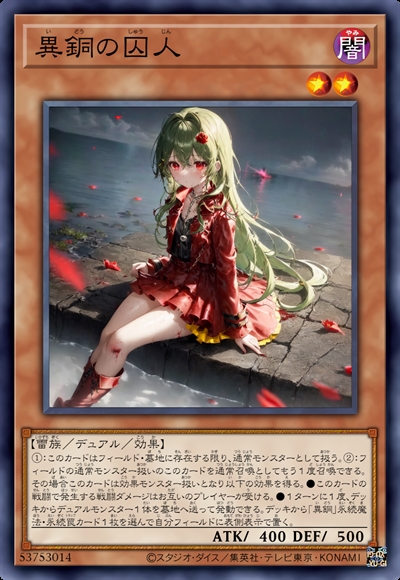 異銅の囚人
闇
【雷族／デュアル／効果】
①：このカードはフィールド・墓地に存在する限り、通常モンスターとして扱う。②：フ
ィールドの通常モンスター扱いのこのカードを通常召喚としてもう１度召喚できる。
その場合このカードは効果モンスター扱いとなり以下の効果を得る。●このカード
の戦闘で発生する戦闘ダメージはお互いのプレイヤーが受ける。●１ターンに１度、デッ
キからデュアルモンスター１体を墓地へ送って発動できる。デッキから「異銅」永続魔
法・永続罠カード１枚を選んで自分フィールドに表側表示で置く。
ATK/ 400 DEF/ 500
53753014 ©スタジオ・ダイス／集英社・テレビ東京・KONAMI